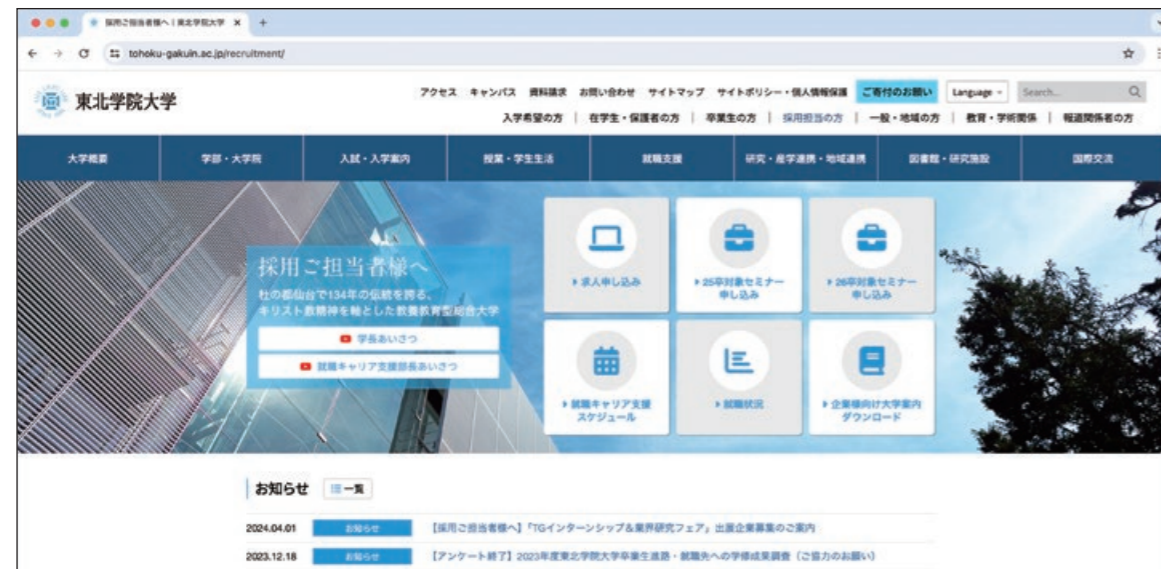 採用ご担当者様へ | 東北学院大学
tohoku-gakuin.ac.jp/recruitment/
東北学院大学
アクセス キャンパス 資料請求 お問い合わせ サイトマップ サイトポリシー・個人情報保護 ご寄付のお願い Language Search...
入学希望の方 | 在学生・保護者の方 | 卒業生の方 | 採用担当の方 | 一般・地域の方 | 教育・学術関係 | 報道関係者の方
大学概要 学部・大学院 入試・入学案内 授業・学生生活 就職支援 研究・産学連携・地域連携 図書館・研究施設 国際交流
採用ご担当者様へ
杜の都仙台で134年の伝統を誇る、
キリスト教精神を軸とした教養教育型総合大学
学長あいさつ
就職キャリア支援部長あいさつ
求人申し込み
25卒対象セミナー
申し込み
26卒対象セミナー
申し込み
就職キャリア支援
スケジュール
就職状況
企業様向け大学案内
ダウンロード
お知らせ 一覧
2024.04.01 お知らせ 【採用ご担当者様へ】「TGインターンシップ&業界研究フェア」出展企業募集のご案内
2023.12.18 お知らせ 【アンケート終了】2023年度東北学院大学卒業生進路・就職先への学修成果調査（ご協力のお願い）